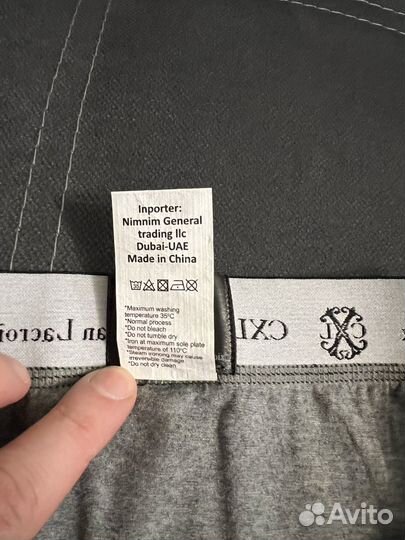 Inporter:
Nimnim General
trading llc
Dubai-UAE
Made in China
*Maximum washing
temperature 35°C
*Normal process
*Do not bleach
*Do not tumble dry
*Iron at maximum sole plate
temperature of 110°C
*Steam ironing may cause
irreversible damage
*Do not dry clean
an Lacroi
CXL
CXL
Avito